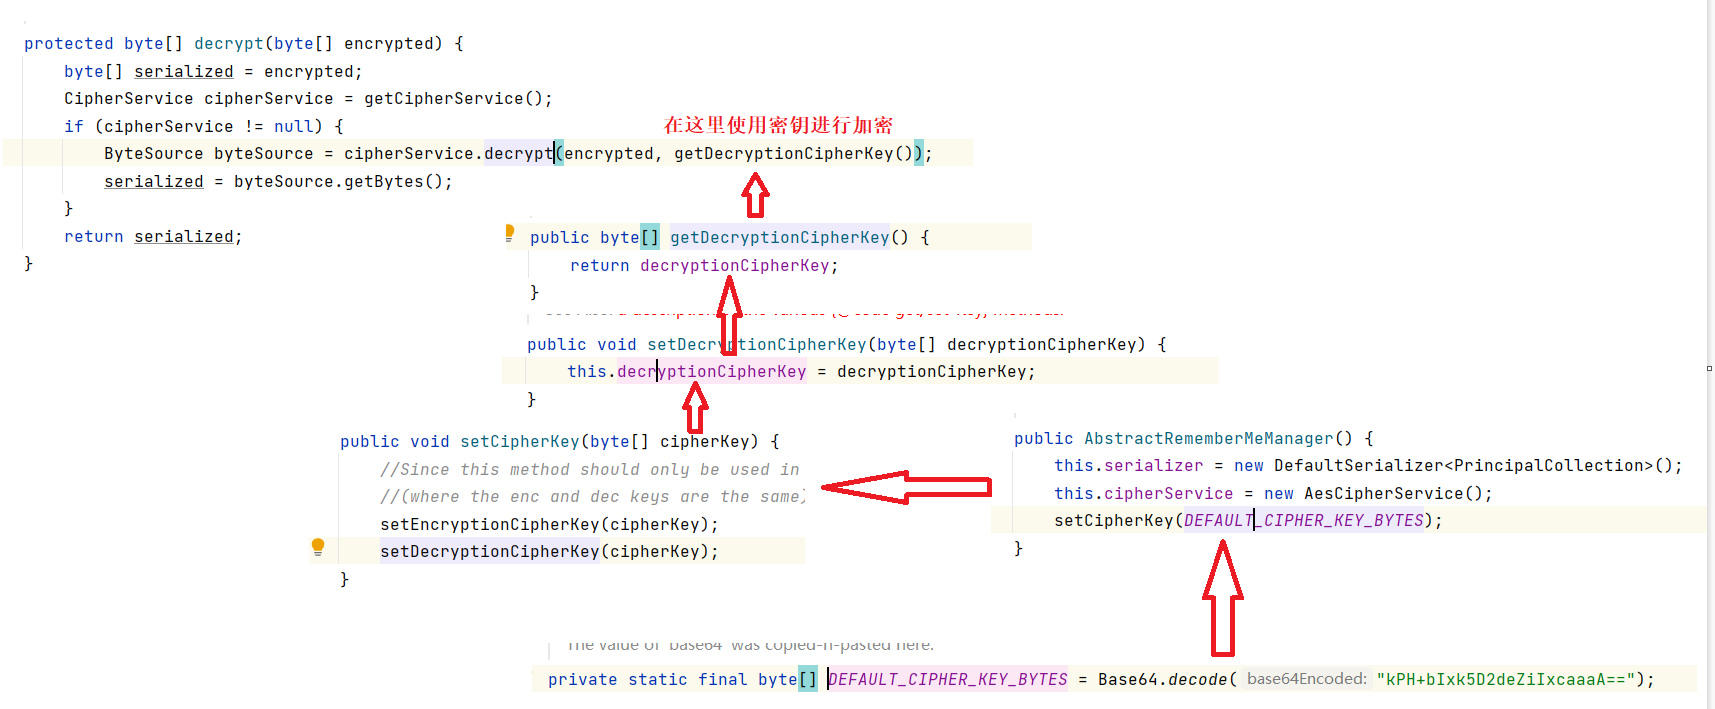 protected byte[] decrypt(byte[] encrypted) {
byte[] serialized = encrypted;
CipherService cipherService = getCipherService();
if (cipherService != null) {
在这里使用密钥进行加密
ByteSource byteSource = cipherService.decrypt(encrypted, getDecryptionCipherKey());
serialized = byteSource.getBytes();
}
return serialized;
}
public byte[] getDecryptionCipherKey() {
return decryptionCipherKey;
}
public void setDecryptionCipherKey(byte[] decryptionCipherKey) {
this.decryptionCipherKey = decryptionCipherKey;
}
public void setCipherKey(byte[] cipherKey) {
//Since this method should only be used in
//(where the enc and dec keys are the same)
setEncryptionCipherKey(cipherKey);
setDecryptionCipherKey(cipherKey);
}
public AbstractRememberMeManager() {
this.serializer = new DefaultSerializer<PrincipalCollection>();
this.cipherService = new AesCipherService();
setCipherKey(DEFAULT_CIPHER_KEY_BYTES);
}
The value of base64 was copied-n-pasted here.
private static final byte[] DEFAULT_CIPHER_KEY_BYTES = Base64.decode( base64Encoded: "kPH+bIxk5D2deZiIxcaaaA==");